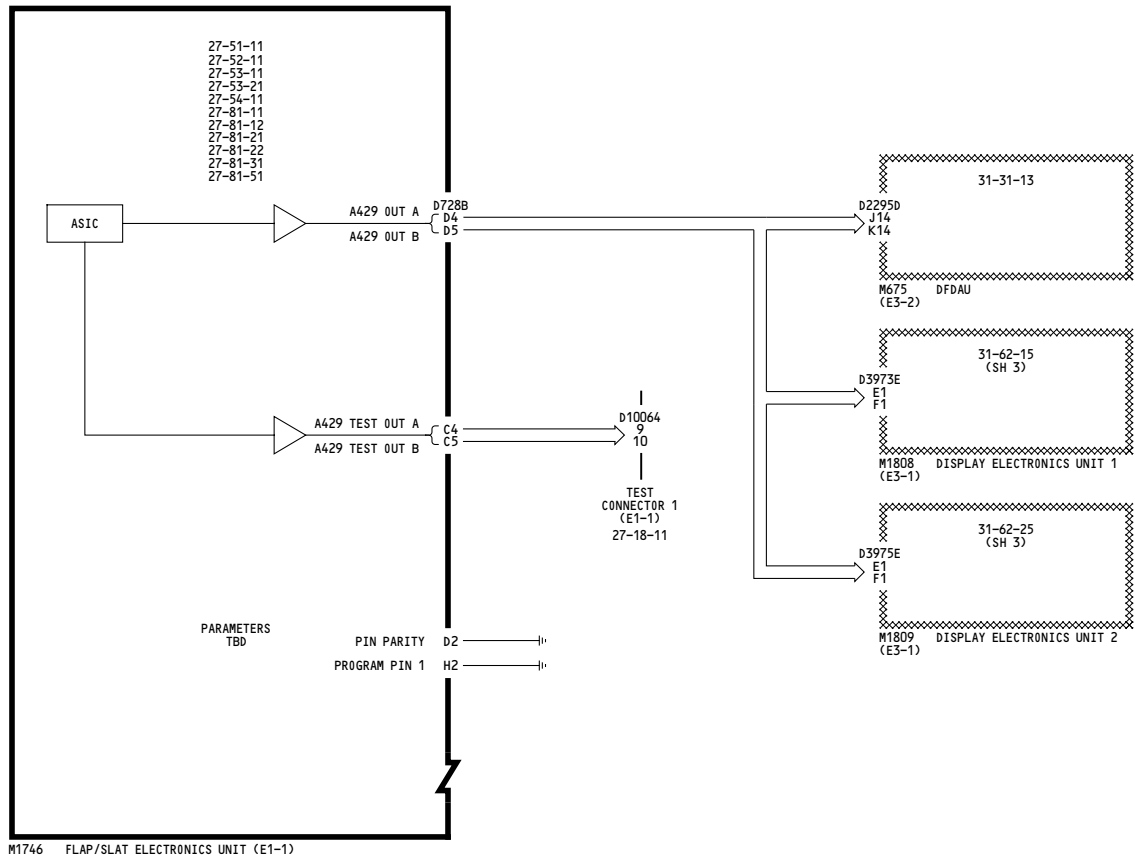 27-51-11
27-52-11
27-53-11
27-53-21
27-54-11
27-81-11
27-81-12
27-81-21
27-81-22
27-81-31
27-81-51
ASIC
A429 OUT A
A429 OUT B
D728B
D4
D5
D2295D
J14
K14
31-31-13
M675 DFDAU
(E3-2)
31-62-15
(SH 3)
D3973E
E1
F1
M1808 DISPLAY ELECTRONICS UNIT 1
(E3-1)
A429 TEST OUT A
A429 TEST OUT B
C4
C5
D10064
9
10
TEST
CONNECTOR 1
(E1-1)
27-18-11
31-62-25
(SH 3)
D3975E
E1
F1
M1809 DISPLAY ELECTRONICS UNIT 2
(E3-1)
PARAMETERS
TBD
PIN PARITY D2
PROGRAM PIN 1 H2
M1746 FLAP/SLAT ELECTRONICS UNIT (E1-1)